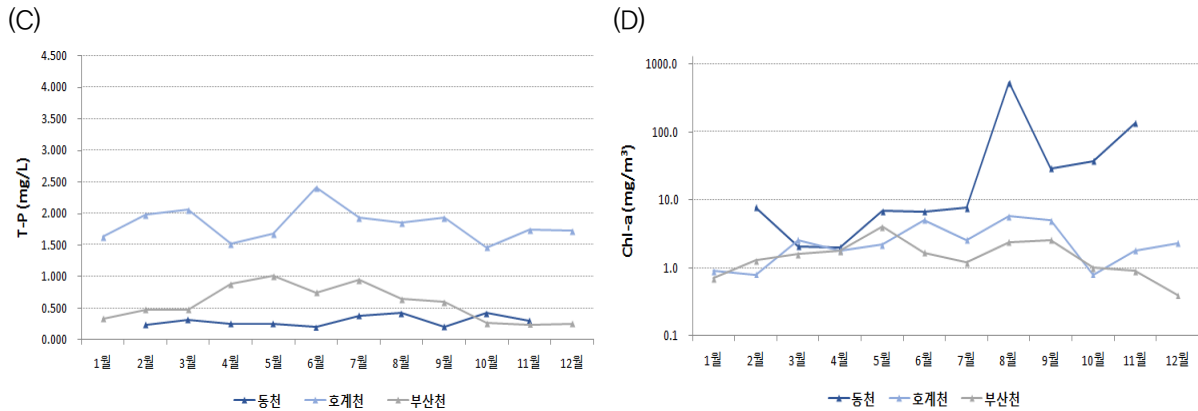 (C)
T-P (mg/L)
4.500
4.000
3.500
3.000
2.500
2.000
1.500
1.000
0.500
0.000
1월 2월 3월 4월 5월 6월 7월 8월 9월 10월 11월 12월
동천 호계천 부산천
(D)
Chl-a (mg/m³)
1000.0
100.0
10.0
1.0
0.1
1월 2월 3월 4월 5월 6월 7월 8월 9월 10월 11월 12월
동천 호계천 부산천